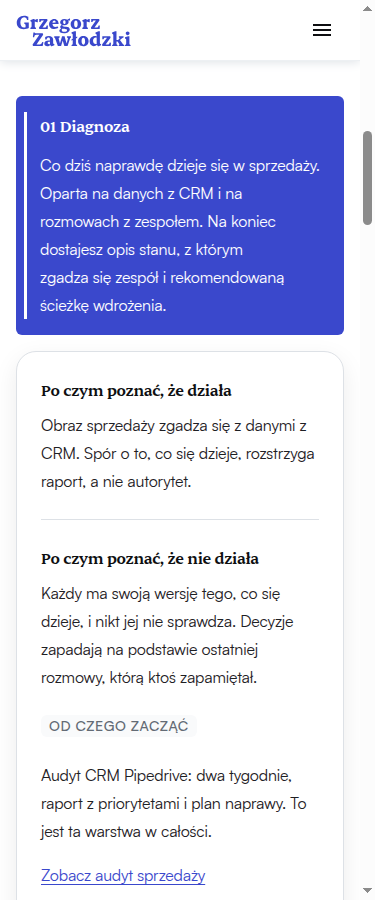 Grzegorz
Zawłodzki
01 Diagnoza
Co dziś naprawdę dzieje się w sprzedaży.
Oparta na danych z CRM i na
rozmowach z zespołem. Na koniec
dostajesz opis stanu, z którym
zgadza się zespół i rekomendowaną
ścieżkę wdrożenia.
Po czym poznać, że działa
Obraz sprzedaży zgadza się z danymi z
CRM. Spór o to, co się dzieje, rozstrzyga
raport, a nie autorytet.
Po czym poznać, że nie działa
Każdy ma swoją wersję tego, co się
dzieje, i nikt jej nie sprawdza. Decyzje
zapadają na podstawie ostatniej
rozmowy, którą ktoś zapamiętał.
OD CZEGO ZACZĄĆ
Audyt CRM Pipedrive: dwa tygodnie,
raport z priorytetami i plan naprawy. To
jest ta warstwa w całości.
Zobacz audyt sprzedaży